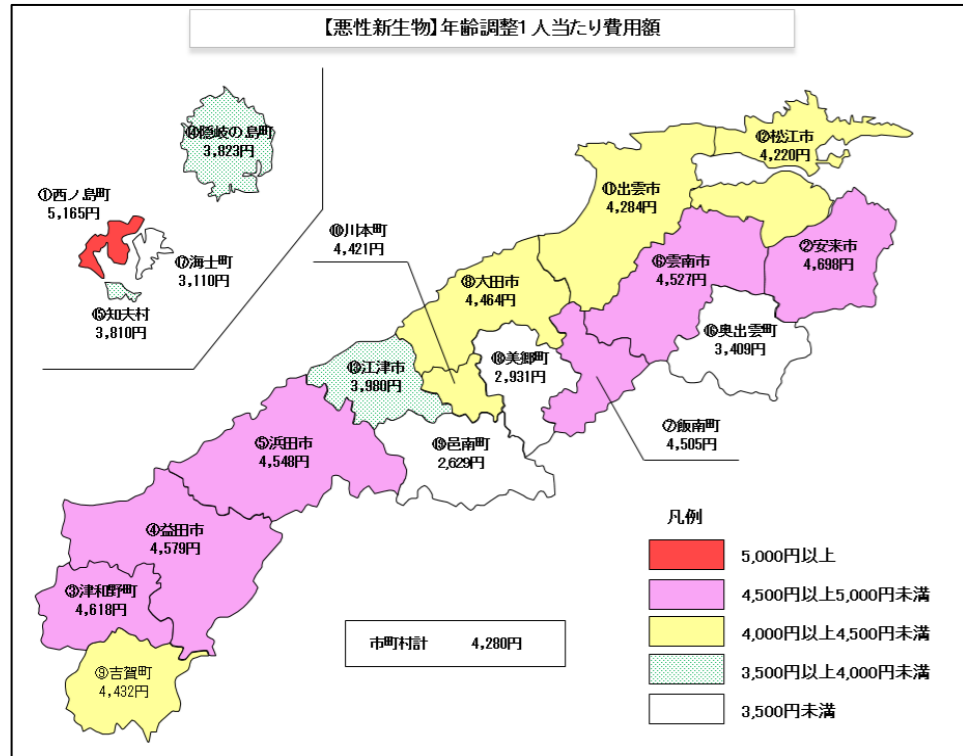 【悪性新生物】年齢調整1人当たり費用額
⑭隠岐の島町
3,823円
①西ノ島町
5,165円
⑰海士町
3,110円
⑮知夫村
3,810円
⑫松江市
4,220円
⑪出雲市
4,284円
⑩川本町
4,421円
②安来市
4,698円
⑥雲南市
4,527円
⑧大田市
4,464円
⑯奥出雲町
3,409円
⑱美郷町
2,931円
⑬江津市
3,980円
⑦飯南町
4,505円
⑤浜田市
4,548円
⑲邑南町
2,629円
④益田市
4,579円
③津和野町
4,618円
⑨吉賀町
4,432円
市町村計 4,280円
凡例
5,000円以上
4,500円以上5,000円未満
4,000円以上4,500円未満
3,500円以上4,000円未満
3,500円未満